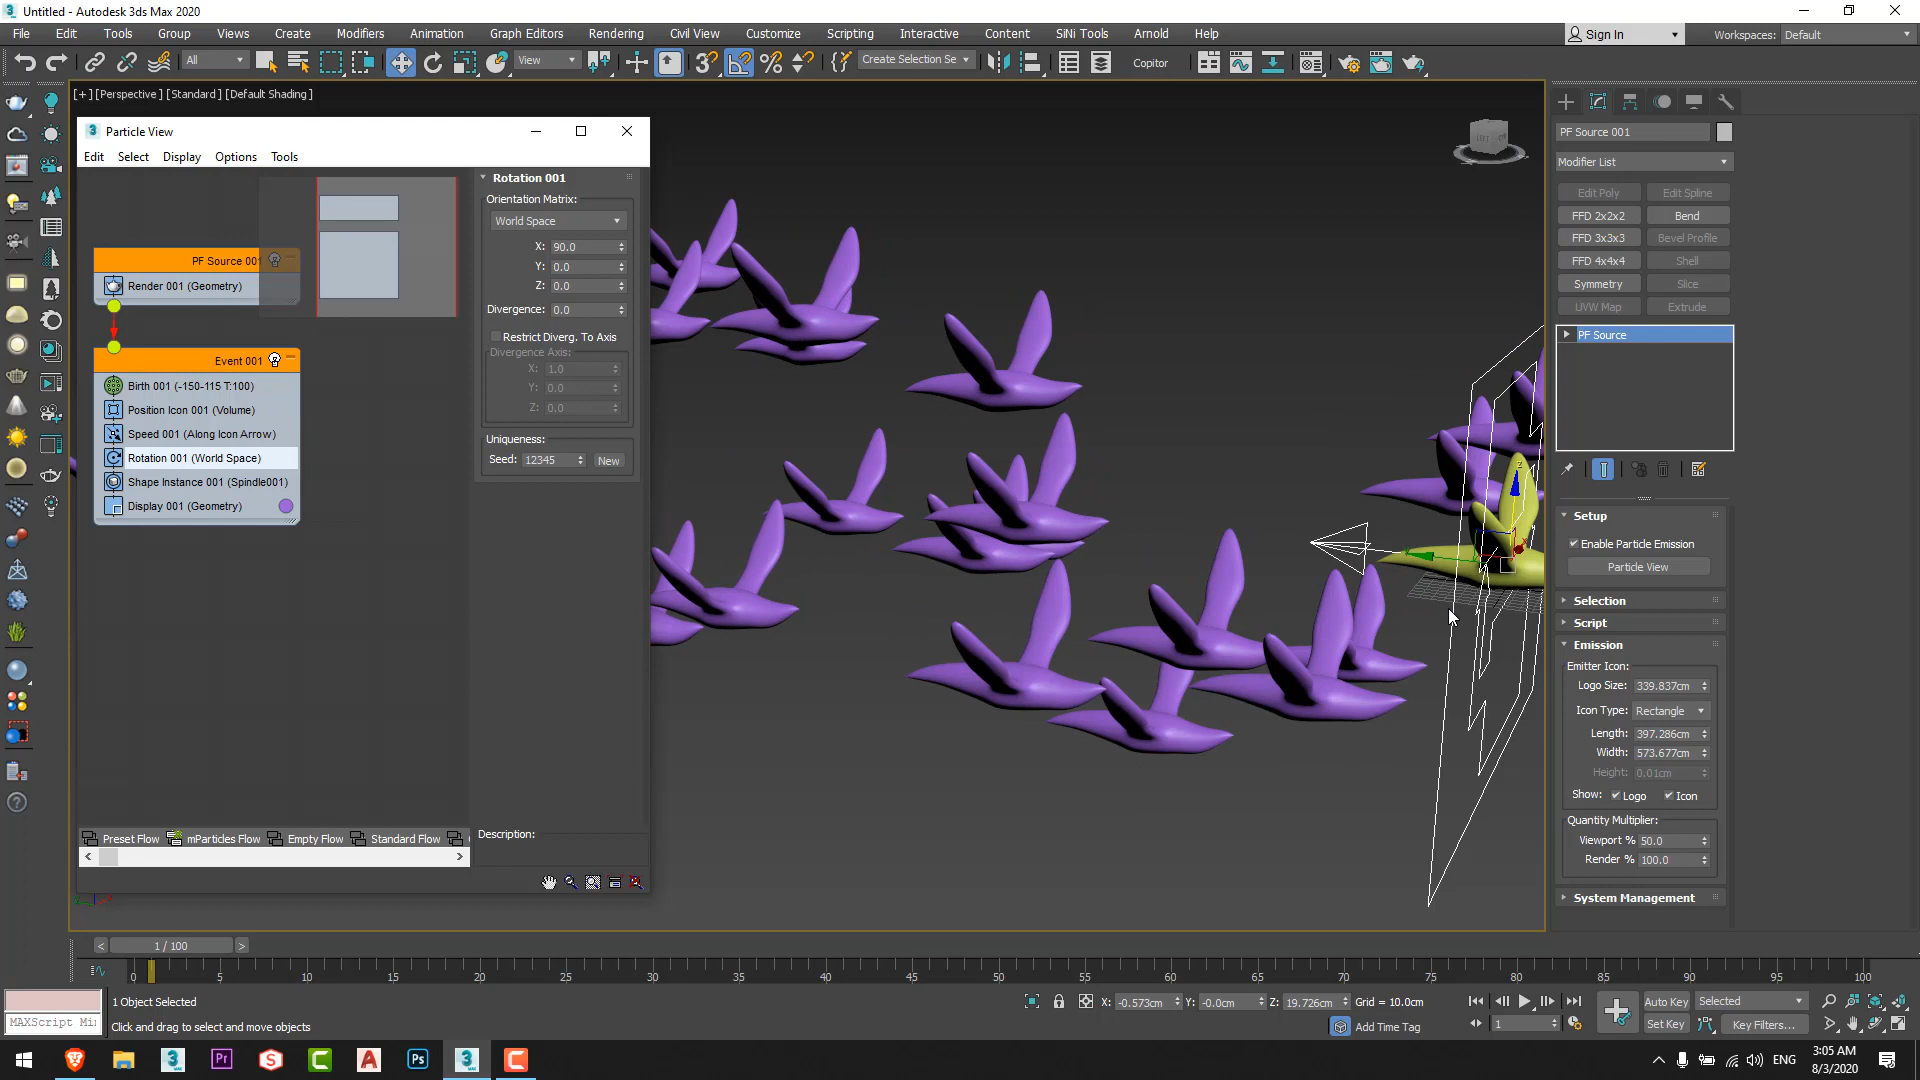 Untitled - Autodesk 3ds Max 2020
File Edit Tools Group Views Create Modifiers Animation Graph Editors Rendering Civil View Customize Scripting Interactive Content SiNi Tools Arnold Help
Sign In
Workspaces: Default
All
View
Create Selection Se
Copitor
[+] [Perspective] [Standard] [Default Shading]
Particle View
Edit Select Display Options Tools
PF Source 001
Render 001 (Geometry)
Event 001
Birth 001 (-150-115 T:100)
Position Icon 001 (Volume)
Speed 001 (Along Icon Arrow)
Rotation 001 (World Space)
Shape Instance 001 (Spindle001)
Display 001 (Geometry)
Rotation 001
Orientation Matrix:
World Space
X: 90.0
Y: 0.0
Z: 0.0
Divergence: 0.0
Restrict Diverg. To Axis
Divergence Axis:
X: 1.0
Y: 0.0
Z: 0.0
Uniqueness:
Seed: 12345 New
Preset Flow mParticles Flow Empty Flow Standard Flow
Description:
z
PF Source 001
Modifier List
Edit Poly Edit Spline
FFD 2x2x2 Bend
FFD 3x3x3 Bevel Profile
FFD 4x4x4 Shell
Symmetry Slice
UVW Map Extrude
PF Source
Setup
Enable Particle Emission
Particle View
Selection
Script
Emission
Emitter Icon:
Logo Size: 339.837cm
Icon Type: Rectangle
Length: 397.286cm
Width: 573.677cm
Height: 0.01cm
Show: Logo Icon
Quantity Multiplier:
Viewport % 50.0
Render % 100.0
System Management
< 1 / 100 >
0 5 10 15 20 25 30 35 40 45 50 55 60 65 70 75 80 85 90 95 100
1 Object Selected
Click and drag to select and move objects
MAXScript Mi
X: -0.573cm Y: -0.0cm Z: 19.726cm Grid = 10.0cm
Add Time Tag
1
Auto Key Selected
Set Key Key Filters...
ENG
3:05 AM
8/3/2020